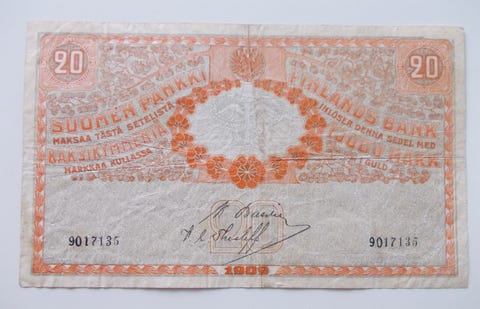 20
20
SUOMEN PANKKI
MAKSAA TÄSTÄ SETELISTÄ
KAKSIKYMMENTÄ
MARKKAA KULLASSA
FINLANDS BANK
INLÖSER DENNA SEDEL MED
TJUGU MARK
I GULD
9017135
9017135
1909